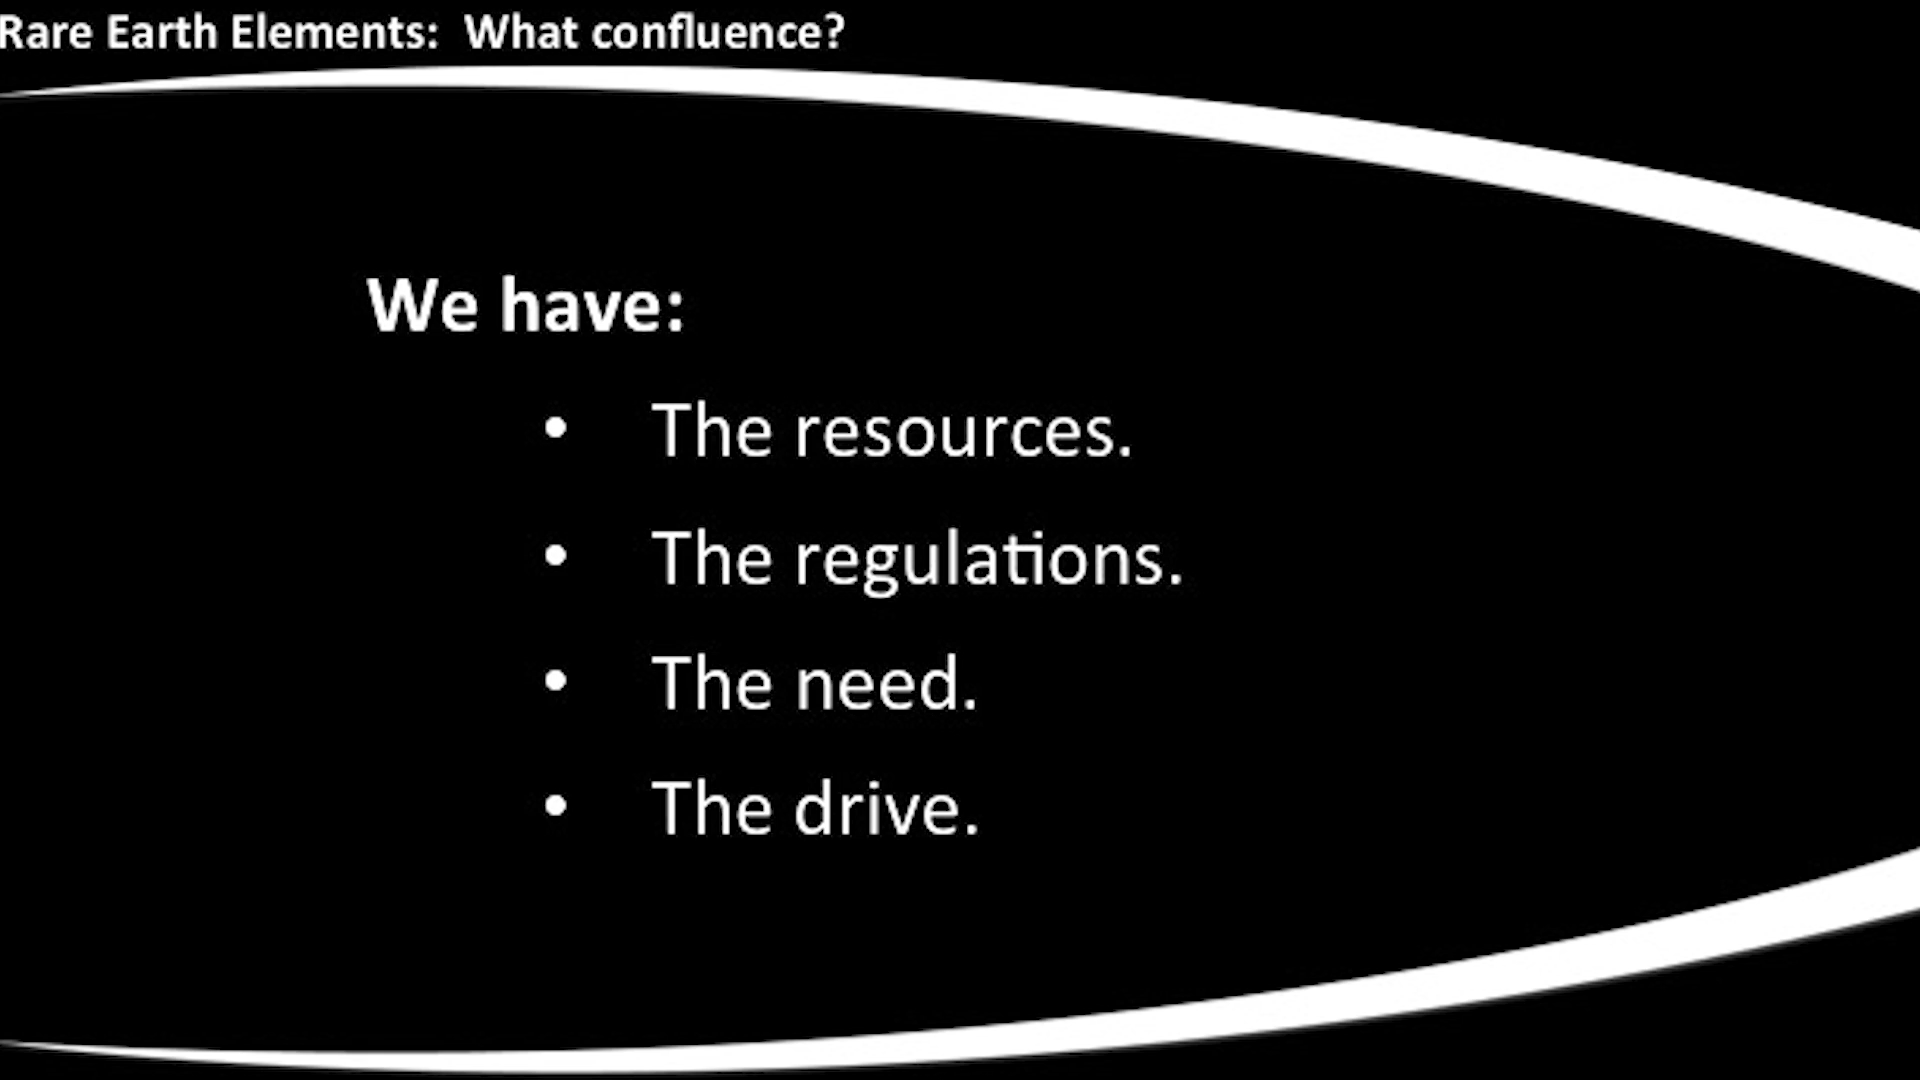 Rare Earth Elements:  What confluence?
We have:
• The resources.
• The regulations.
• The need.
• The drive.